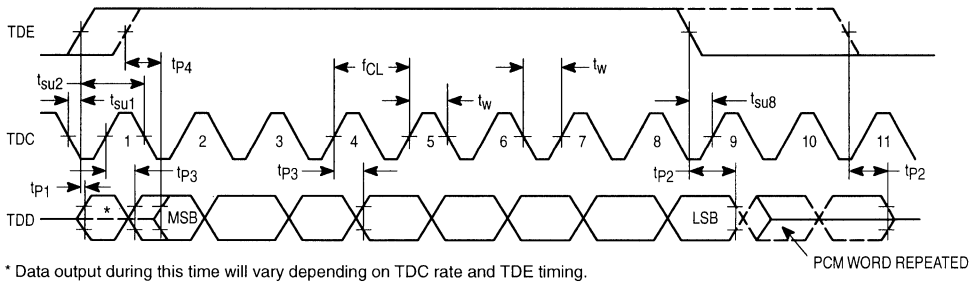 TDE
tP4
fCL
tw
tsu2
tsu1
tw
tsu8
TDC
1 2 3 4 5 6 7 8 9 10 11
tP1
tP3
tP3
tP2
tP2
TDD
* MSB LSB
PCM WORD REPEATED
* Data output during this time will vary depending on TDC rate and TDE timing.